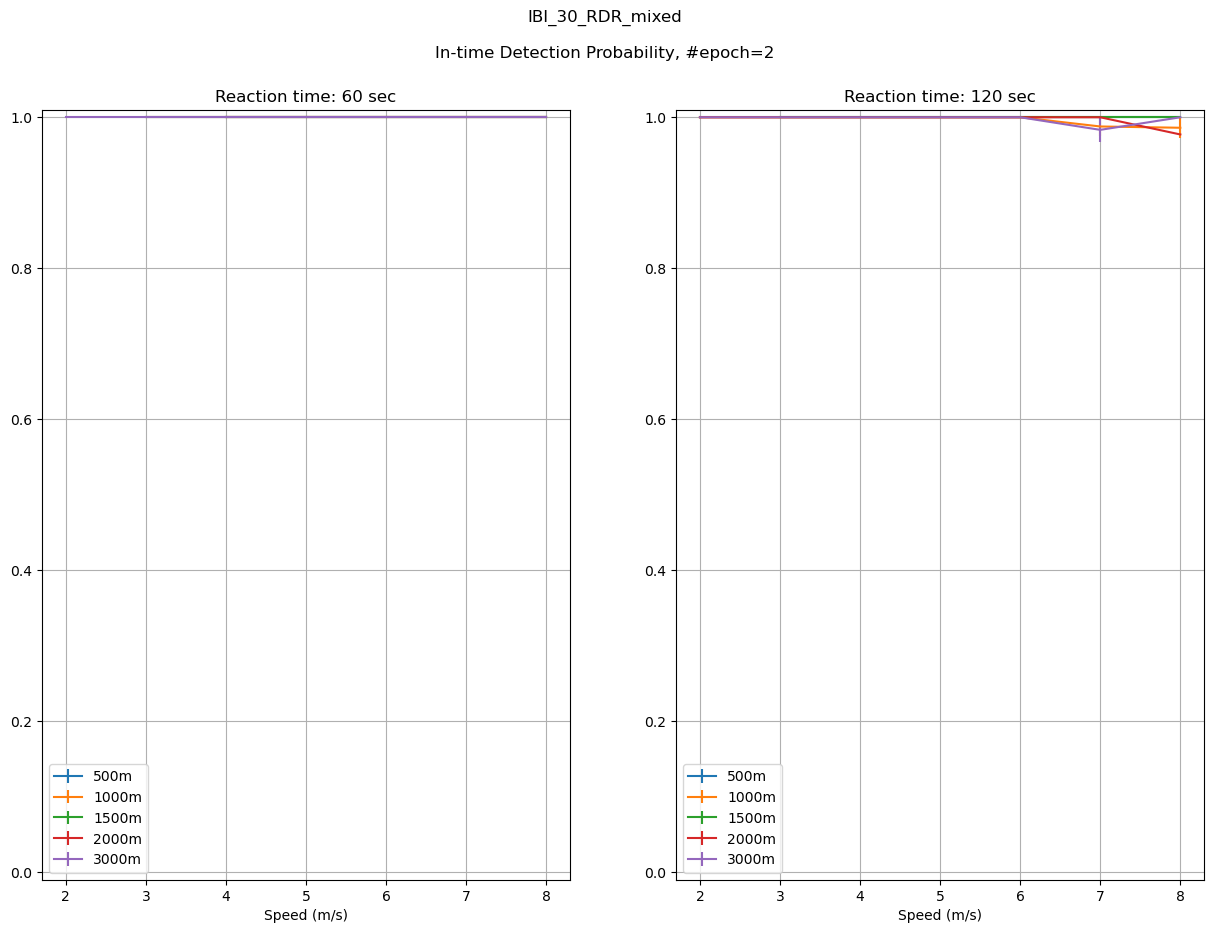 IBI_30_RDR_mixed
In-time Detection Probability, #epoch=2
Reaction time: 60 sec
1.0
0.8
0.6
0.4
0.2
0.0
500m
1000m
1500m
2000m
3000m
2 3 4 5 6 7 8
Speed (m/s)
Reaction time: 120 sec
1.0
0.8
0.6
0.4
0.2
0.0
500m
1000m
1500m
2000m
3000m
2 3 4 5 6 7 8
Speed (m/s)